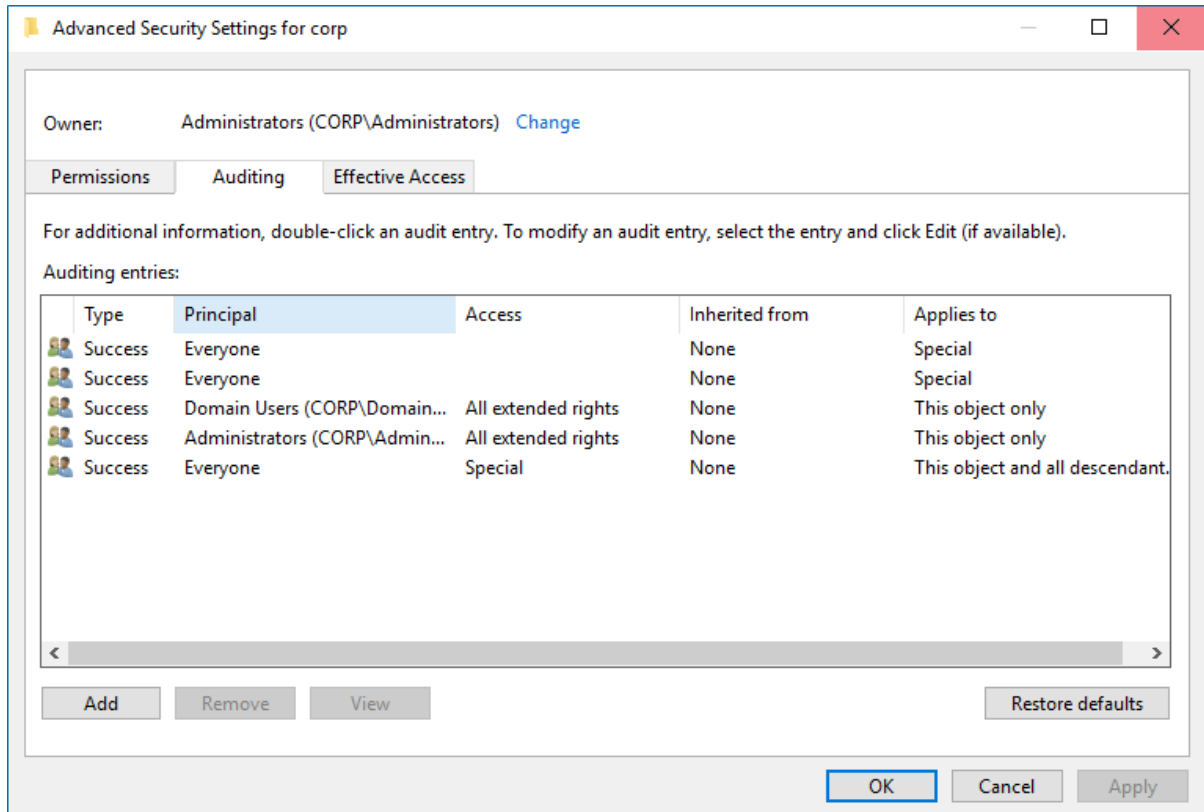 Advanced Security Settings for corp
Owner: Administrators (CORP\Administrators) Change
Permissions Auditing Effective Access
For additional information, double-click an audit entry. To modify an audit entry, select the entry and click Edit (if available).
Auditing entries:
Type Principal Access Inherited from Applies to
Success Everyone None Special
Success Everyone None Special
Success Domain Users (CORP\Domain... All extended rights None This object only
Success Administrators (CORP\Admin... All extended rights None This object only
Success Everyone Special None This object and all descendant.
Add Remove View Restore defaults
OK Cancel Apply